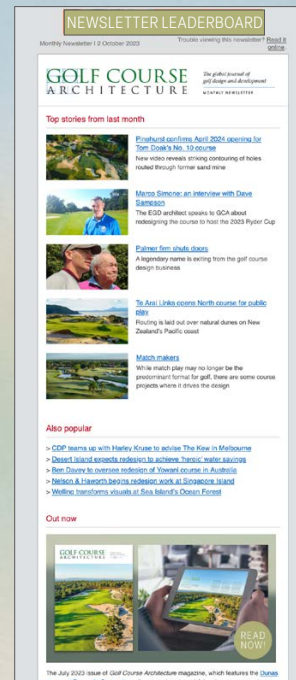 NEWSLETTER LEADERBOARD
Monthly Newsletter I 2 October 2023
Trouble viewing this newsletter? Read it
online.
GOLF COURSE
ARCHITECTURE
The global journal of
golf design and development
MONTHLY NEWSLETTER
Top stories from last month
Pinehurst confirms April 2024 opening for
Tom Doak's No. 10 course
New video reveals striking contouring of holes
routed through former sand mine
Marco Simone: an interview with Dave
Sampson
The EGD architect speaks to GCA about
redesigning the course to host the 2023 Ryder Cup
Palmer firm shuts doors
A legendary name is exiting from the golf course
design business
Te Arai Links opens North course for public
play
Routing is laid out over natural dunes on New
Zealand's Pacific coast
Match makers
While match play may no longer be the
predominant format for golf, there are some course
projects where it drives the design
Also popular
> CDP teams up with Harley Kruse to advise The Kew in Melbourne
> Desert Island expects redesign to achieve 'heroic' water savings
> Ben Davey to oversee redesign of Yowani course in Australia
> Nelson & Haworth begins redesign work at Singapore Island
> Welling transforms visuals at Sea Island's Ocean Forest
Out now
GOLF COURSE
ARCHITECTURE
READ
NOW!
The July 2023 issue of Golf Course Architecture magazine, which features the Dunas